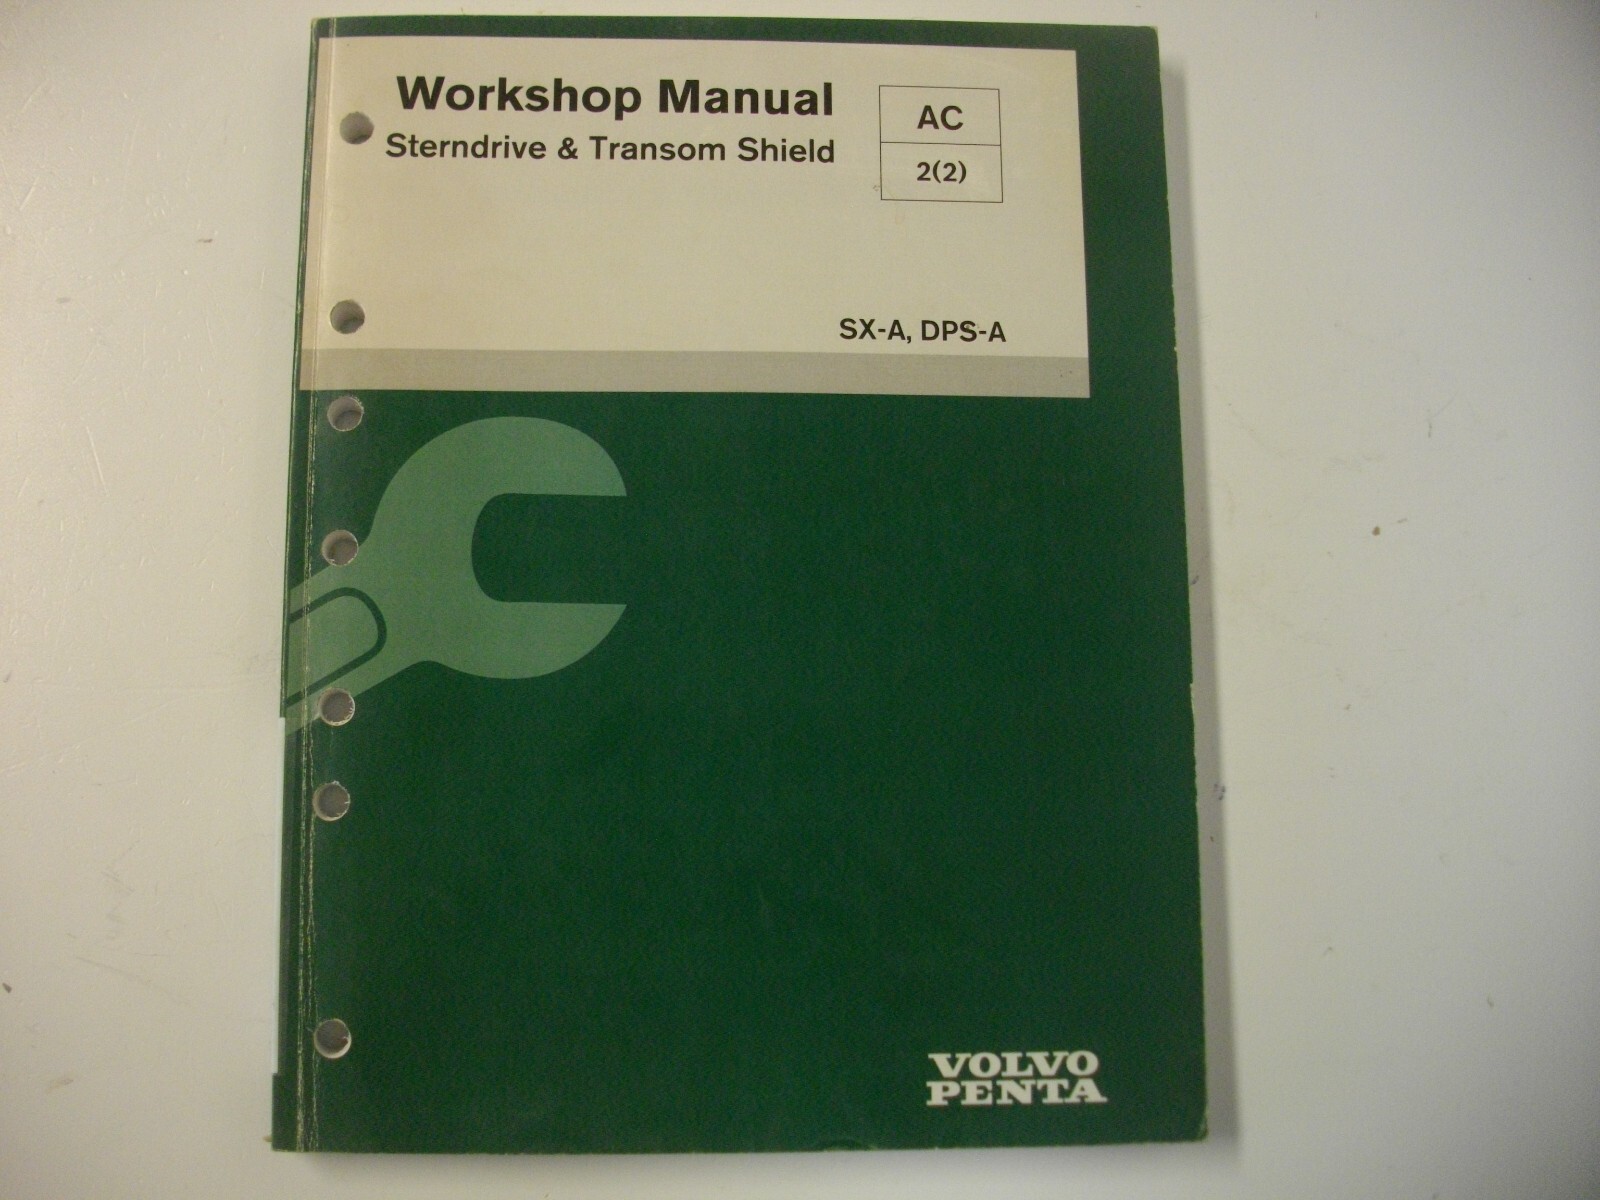 Workshop Manual
Sterndrive & Transom Shield
AC
2(2)
SX-A, DPS-A
VOLVO
PENTA